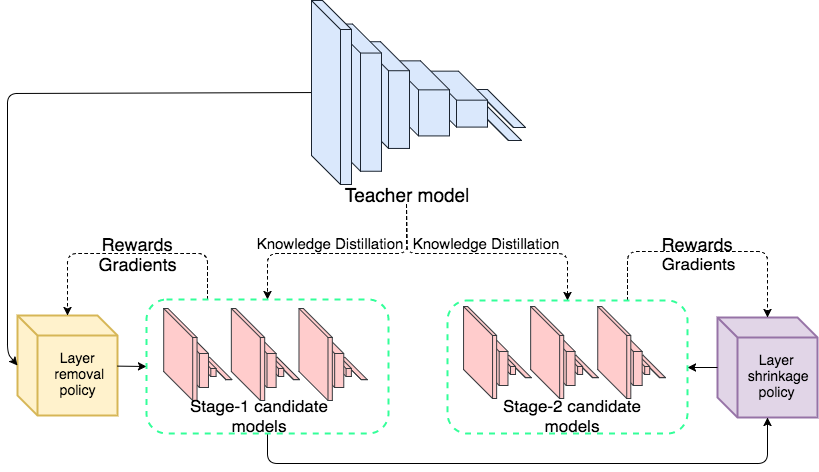 Teacher model
Rewards
Gradients
Knowledge Distillation
Knowledge Distillation
Rewards
Gradients
Layer
removal
policy
Stage-1 candidate
models
Stage-2 candidate
models
Layer
shrinkage
policy